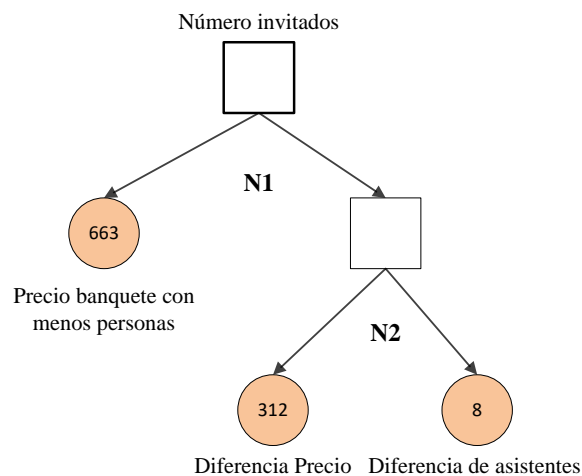 Número invitados
N1
663
Precio banquete con
menos personas
N2
312
8
Diferencia Precio
Diferencia de asistentes